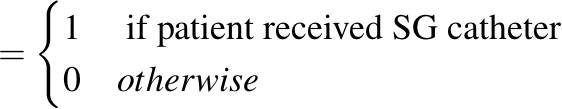 = { 1 if patient received SG catheter
0 otherwise